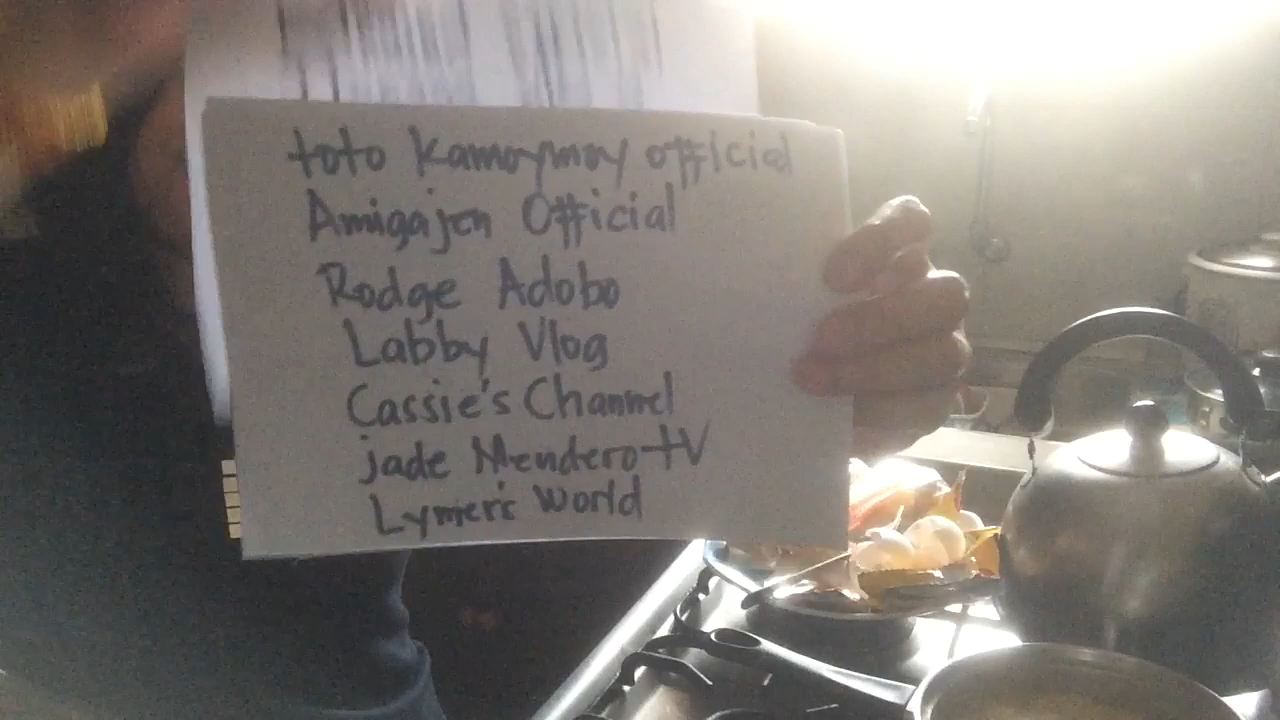 toto Kamoymoy official
Amigajen Official
Rodge Adobo
Labby Vlog
Cassie's Channel
jade Mendero tV
Lymer's World